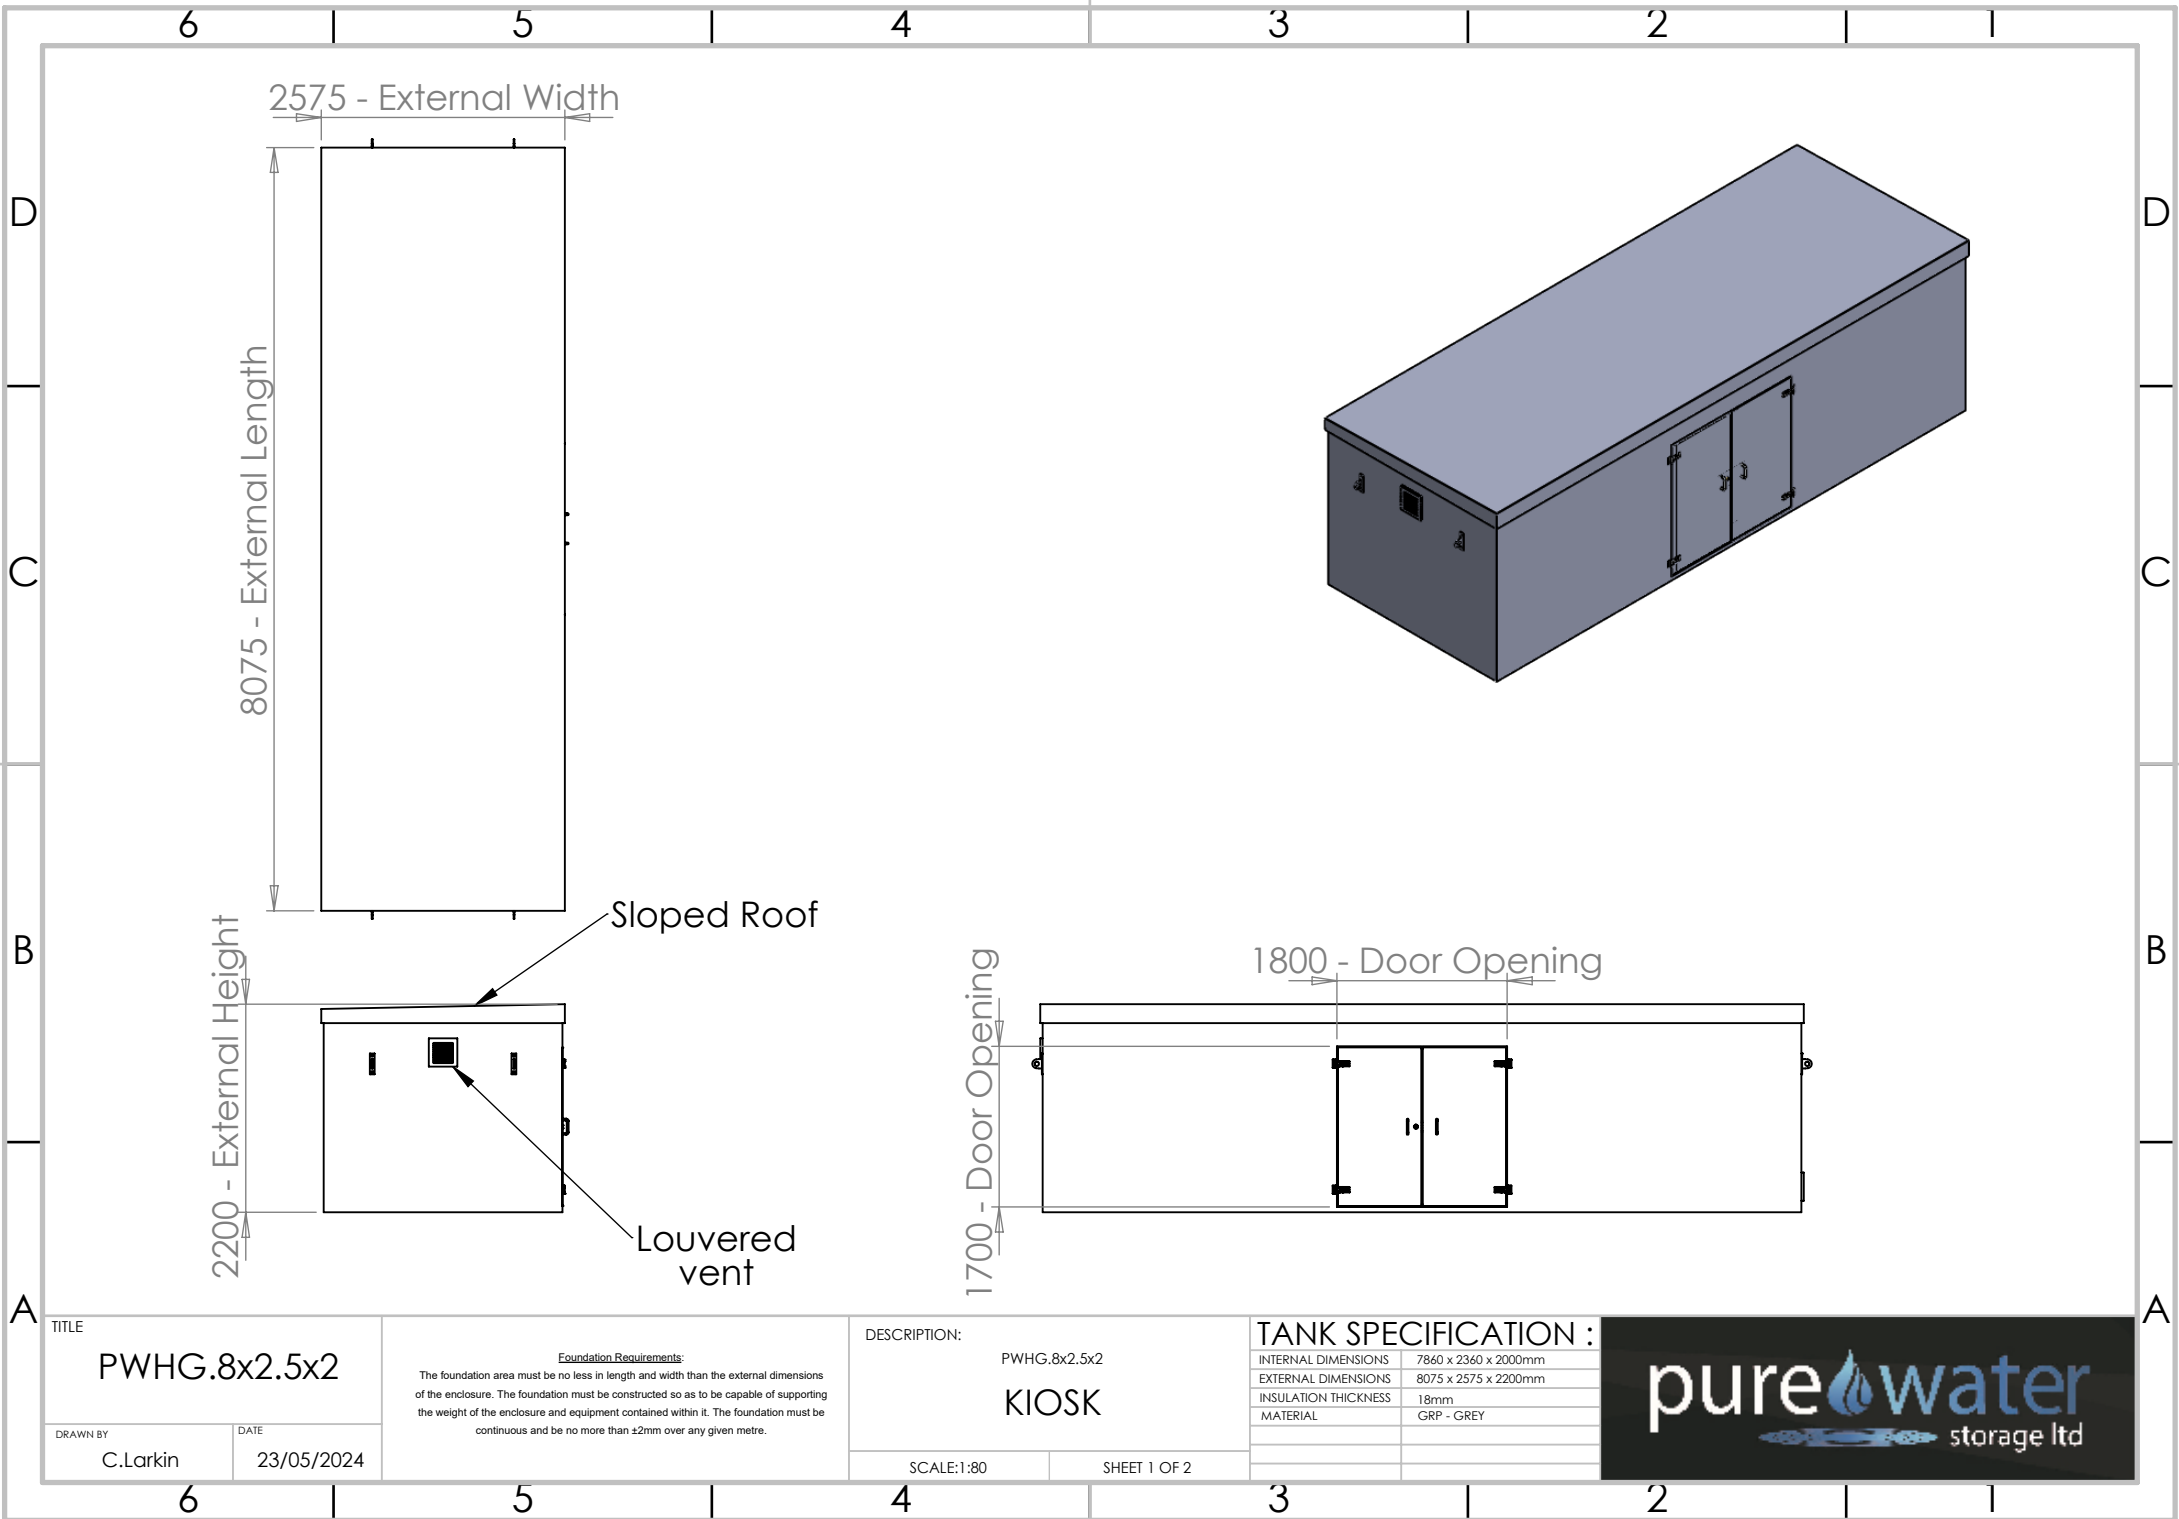 6 5 4 3 2 1
D D
C C
B B
A A
2575 - External Width
8075 - External Length
2200 - External Height
Sloped Roof
Louvered
vent
1800 - Door Opening
1700 - Door Opening
TITLE
PWHG.8x2.5x2
DRAWN BY
C.Larkin
DATE
23/05/2024
Foundation Requirements:
The foundation area must be no less in length and width than the external dimensions
of the enclosure. The foundation must be constructed so as to be capable of supporting
the weight of the enclosure and equipment contained within it. The foundation must be
continuous and be no more than ±2mm over any given metre.
DESCRIPTION:
PWHG.8x2.5x2
KIOSK
SCALE:1:80
SHEET 1 OF 2
TANK SPECIFICATION :
INTERNAL DIMENSIONS 7860 x 2360 x 2000mm
EXTERNAL DIMENSIONS 8075 x 2575 x 2200mm
INSULATION THICKNESS 18mm
MATERIAL GRP - GREY
pure water
storage ltd
6 5 4 3 2 1